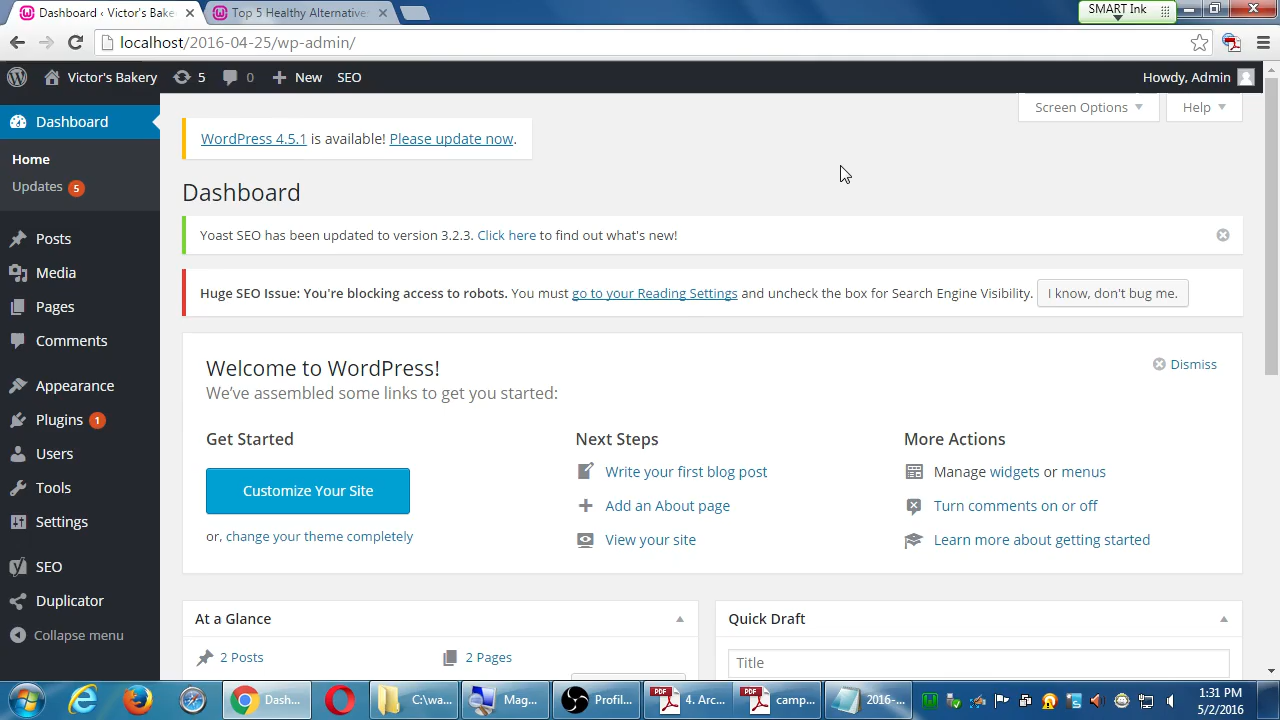 Dashboard ‹ Victor's Bake
Top 5 Healthy Alternatives
SMART Ink
localhost/2016-04-25/wp-admin/
Victor's Bakery
5
0
New
SEO
Howdy, Admin
Screen Options
Help
Dashboard
Home
Updates 5
Posts
Media
Pages
Comments
Appearance
Plugins 1
Users
Tools
Settings
SEO
Duplicator
Collapse menu
WordPress 4.5.1 is available! Please update now.
Dashboard
Yoast SEO has been updated to version 3.2.3. Click here to find out what's new!
Huge SEO Issue: You're blocking access to robots. You must go to your Reading Settings and uncheck the box for Search Engine Visibility. I know, don't bug me.
Welcome to WordPress!
Dismiss
We've assembled some links to get you started:
Get Started
Customize Your Site
or, change your theme completely
Next Steps
Write your first blog post
Add an About page
View your site
More Actions
Manage widgets or menus
Turn comments on or off
Learn more about getting started
At a Glance
2 Posts
2 Pages
Quick Draft
Title
Dash...
C:\wa...
Mag...
Profil...
PDF
4. Arc...
PDF
camp...
2016-...
1:31 PM
5/2/2016